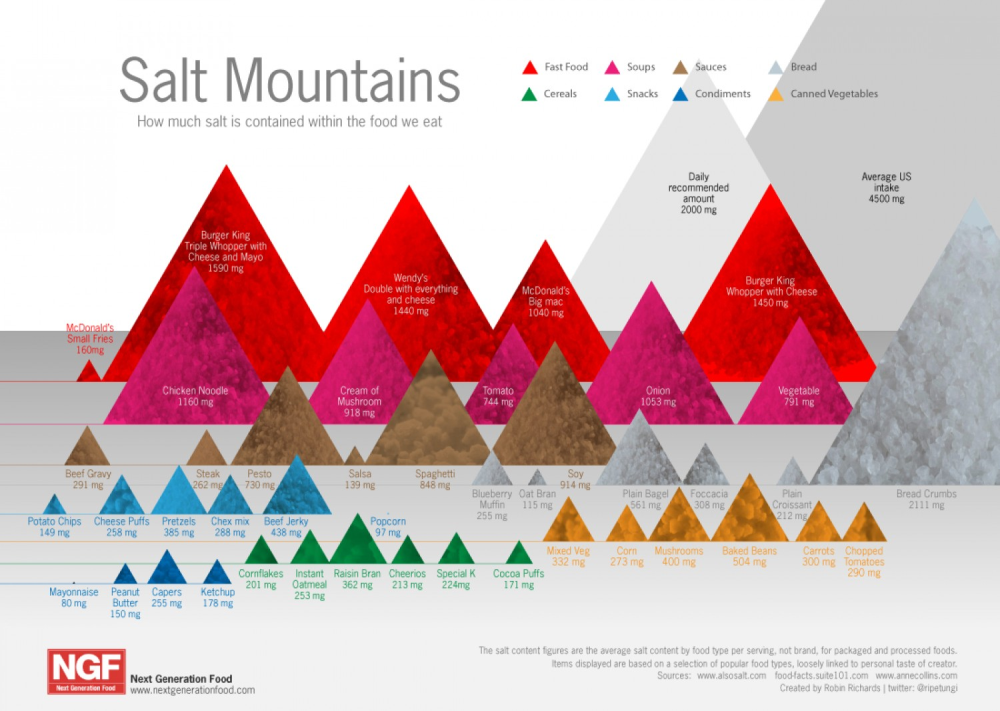 Salt Mountains
How much salt is contained within the food we eat
Fast Food
Soups
Sauces
Bread
Cereals
Snacks
Condiments
Canned Vegetables
Daily
recommended
amount
2000 mg
Average US
intake
4500 mg
Burger King
Triple Whopper with
Cheese and Mayo
1590 mg
Wendy's
Double with everything
and cheese
1440 mg
McDonald's
Big mac
1040 mg
Burger King
Whopper with Cheese
1450 mg
McDonald's
Small Fries
160mg
Chicken Noodle
1160 mg
Cream of
Mushroom
918 mg
Tomato
744 mg
Onion
1053 mg
Vegetable
791 mg
Beef Gravy
291 mg
Steak
262 mg
Pesto
730 mg
Salsa
139 mg
Spaghetti
848 mg
Soy
914 mg
Blueberry
Muffin
255 mg
Oat Bran
115 mg
Plain Bagel
561 mg
Foccacia
308 mg
Plain
Croissant
212 mg
Bread Crumbs
2111 mg
Potato Chips
149 mg
Cheese Puffs
258 mg
Pretzels
385 mg
Chex mix
288 mg
Beef Jerky
438 mg
Popcorn
97 mg
Mixed Veg
332 mg
Corn
273 mg
Mushrooms
400 mg
Baked Beans
504 mg
Carrots
300 mg
Chopped
Tomatoes
290 mg
Cornflakes
201 mg
Instant
Oatmeal
253 mg
Raisin Bran
362 mg
Cheerios
213 mg
Special K
224mg
Cocoa Puffs
171 mg
Mayonnaise
80 mg
Peanut
Butter
150 mg
Capers
255 mg
Ketchup
178 mg
NGF
Next Generation Food
Next Generation Food
www.nextgenerationfood.com
The salt content figures are the average salt content by food type per serving, not brand, for packaged and processed foods.
Items displayed are based on a selection of popular food types, loosely linked to personal taste of creator.
Sources: www.alsosalt.com food-facts.suite101.com www.annecollins.com
Created by Robin Richards | twitter: @ripetungi